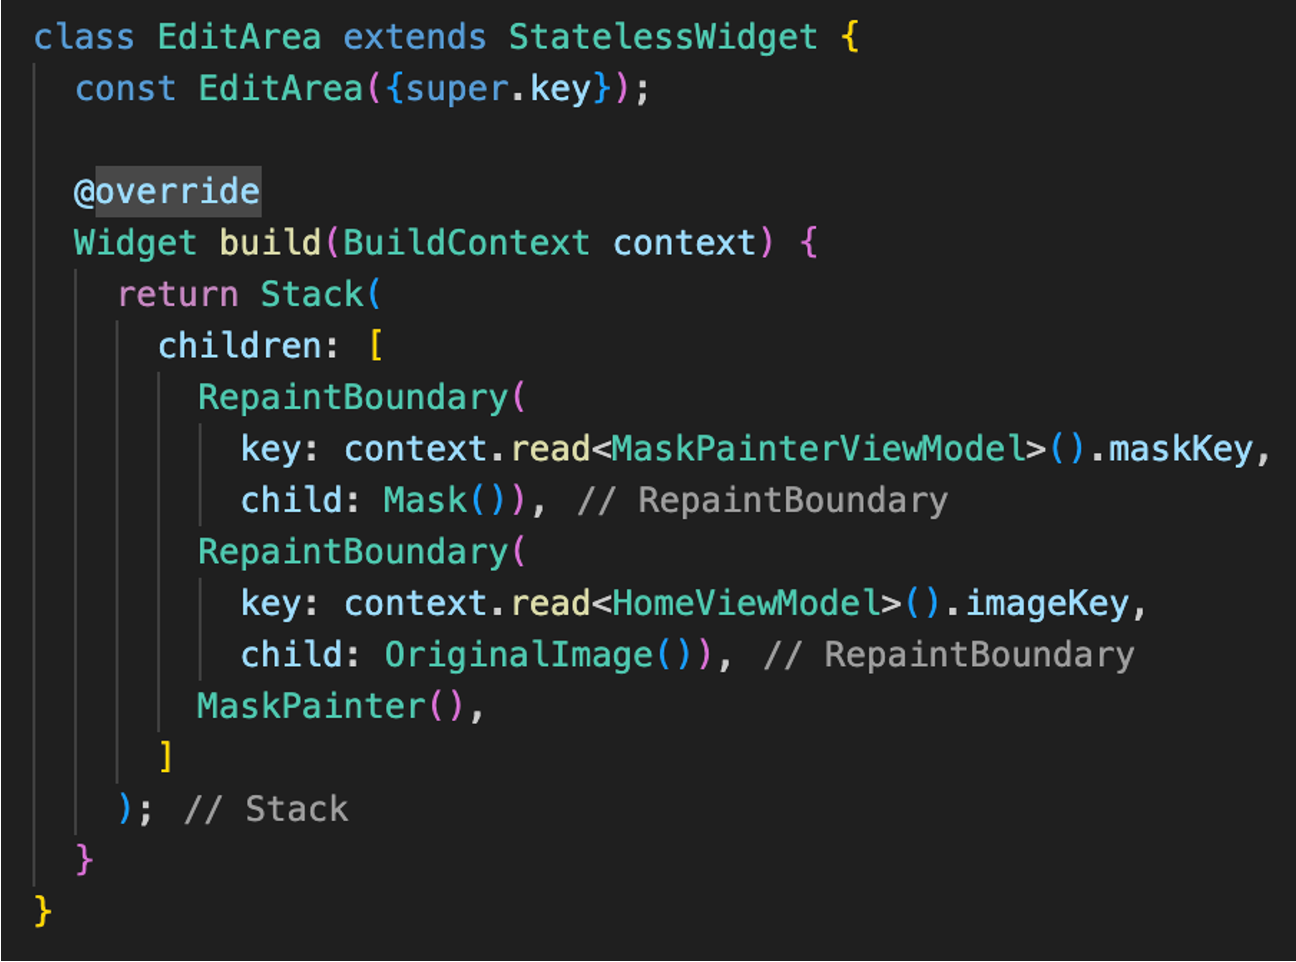 class EditArea extends StatelessWidget {
const EditArea({super.key});
@override
Widget build(BuildContext context) {
return Stack(
children: [
RepaintBoundary(
key: context.read<MaskPainterViewModel>().maskKey,
child: Mask()), // RepaintBoundary
RepaintBoundary(
key: context.read<HomeViewModel>().imageKey,
child: OriginalImage()), // RepaintBoundary
MaskPainter(),
]
); // Stack
}
}